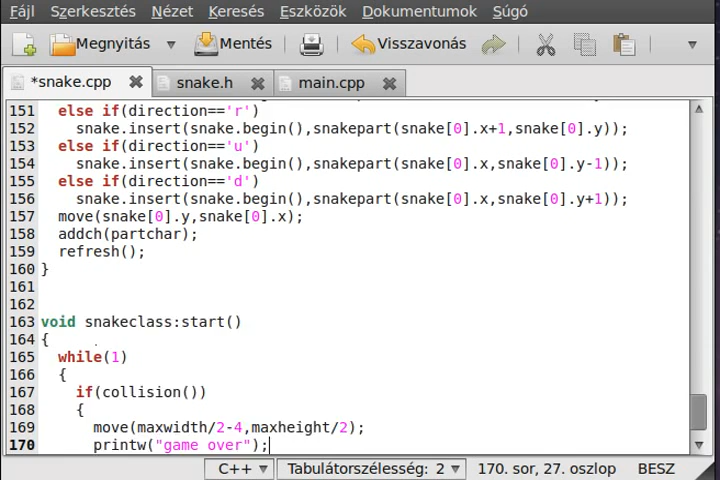 Fájl Szerkesztés Nézet Keresés Eszközök Dokumentumok Súgó
Megnyitás Mentés Visszavonás
*snake.cpp snake.h main.cpp
151 else if(direction=='r')
152 snake.insert(snake.begin(),snakepart(snake[0].x+1,snake[0].y));
153 else if(direction=='u')
154 snake.insert(snake.begin(),snakepart(snake[0].x,snake[0].y-1));
155 else if(direction=='d')
156 snake.insert(snake.begin(),snakepart(snake[0].x,snake[0].y+1));
157 move(snake[0].y,snake[0].x);
158 addch(partchar);
159 refresh();
160 }
161
162
163 void snakeclass:start()
164 {
165 while(1)
166 {
167 if(collision())
168 {
169 move(maxwidth/2-4,maxheight/2);
170 printw("game over");
C++ Tabulátorszélesség: 2 170. sor, 27. oszlop BESZ